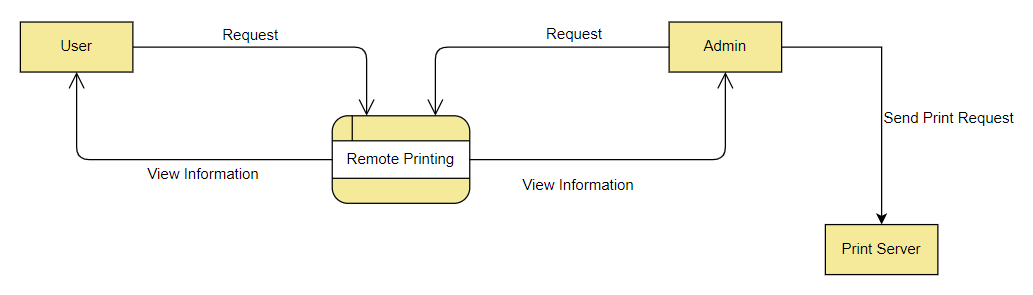 Request
Request
User
Admin
Send Print Request
Remote Printing
View Information
View Information
Print Server